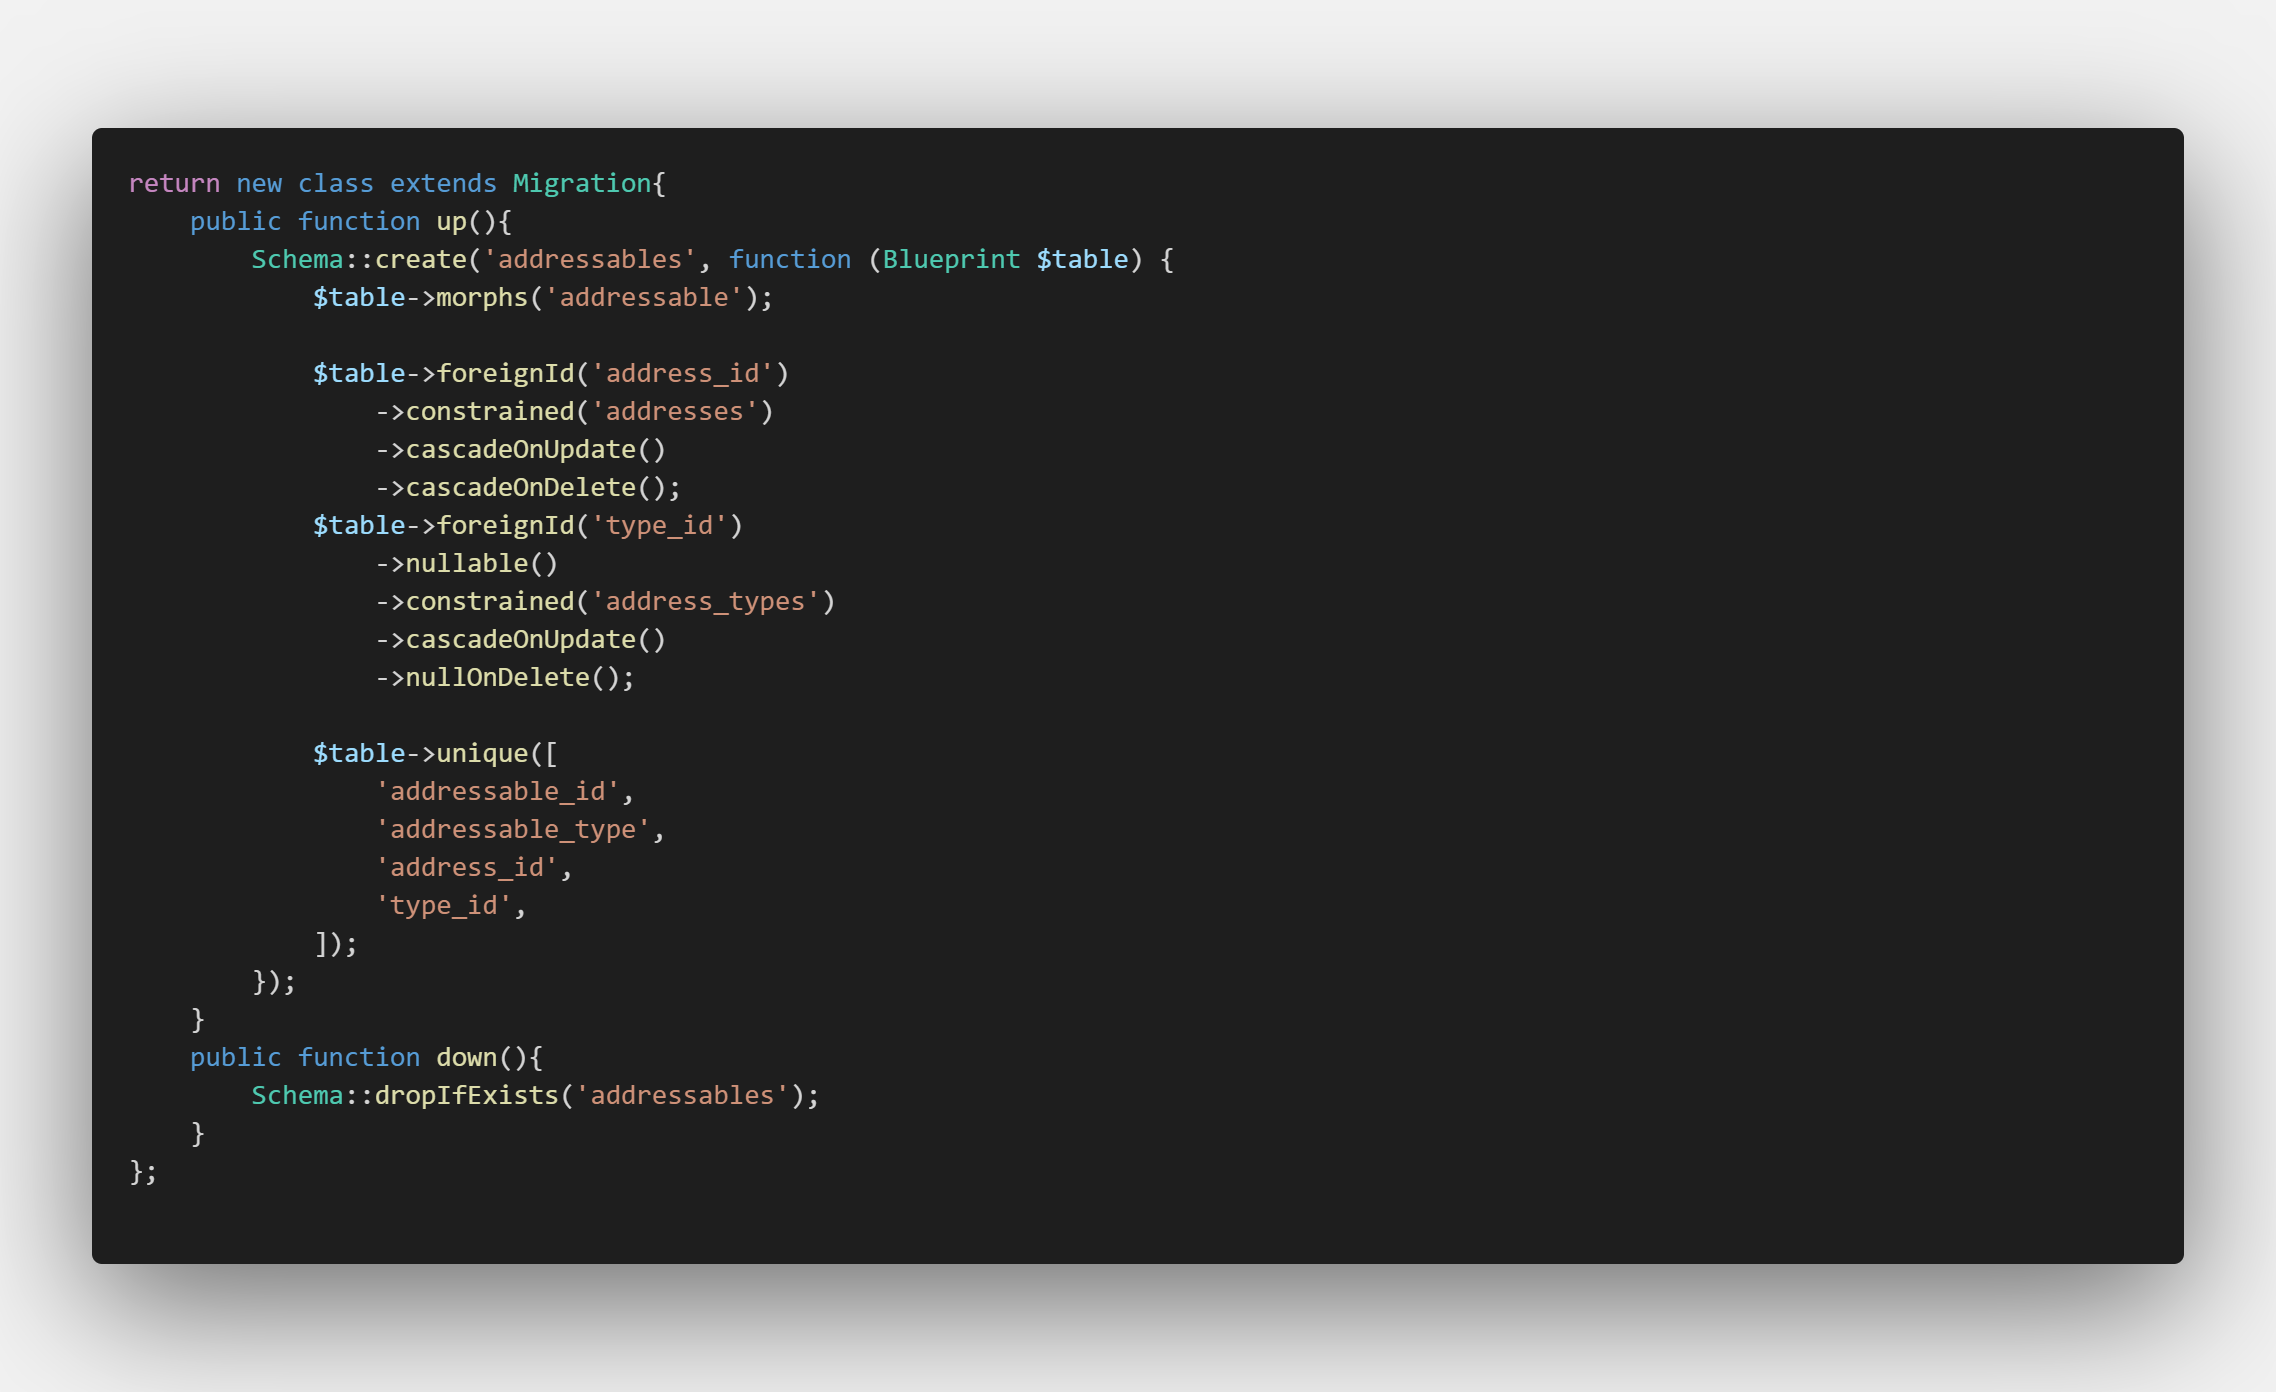 return new class extends Migration{
    public function up(){
        Schema::create('addressables', function (Blueprint $table) {
            $table->morphs('addressable');

            $table->foreignId('address_id')
                ->constrained('addresses')
                ->cascadeOnUpdate()
                ->cascadeOnDelete();
            $table->foreignId('type_id')
                ->nullable()
                ->constrained('address_types')
                ->cascadeOnUpdate()
                ->nullOnDelete();

            $table->unique([
                'addressable_id',
                'addressable_type',
                'address_id',
                'type_id',
            ]);
        });
    }
    public function down(){
        Schema::dropIfExists('addressables');
    }
};